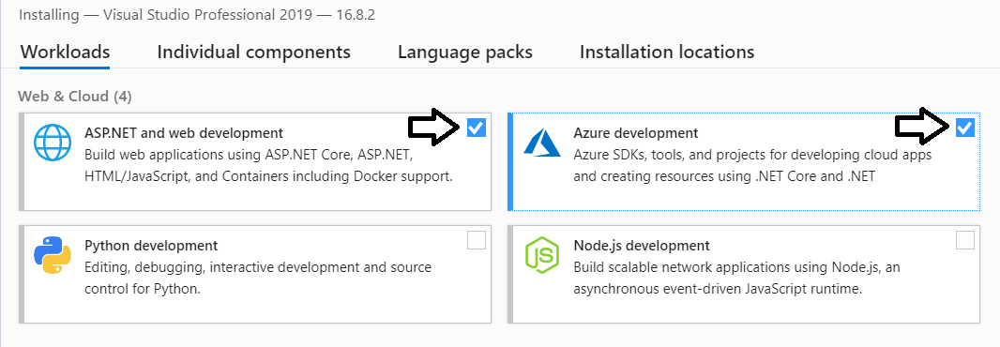 Installing — Visual Studio Professional 2019 — 16.8.2
Workloads Individual components Language packs Installation locations
Web & Cloud (4)
ASP.NET and web development
Build web applications using ASP.NET Core, ASP.NET,
HTML/JavaScript, and Containers including Docker support.
Azure development
Azure SDKs, tools, and projects for developing cloud apps
and creating resources using .NET Core and .NET
Python development
Editing, debugging, interactive development and source
control for Python.
JS
Node.js development
Build scalable network applications using Node.js, an
asynchronous event-driven JavaScript runtime.